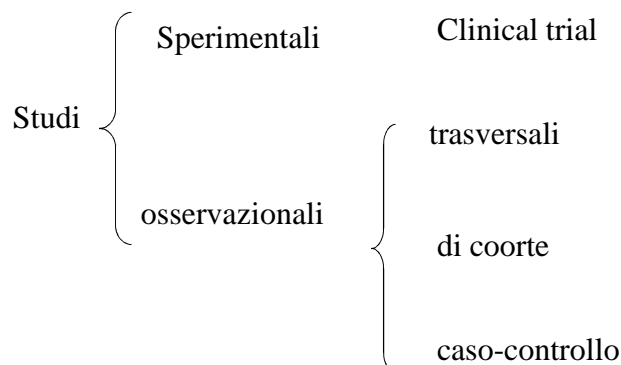 Sperimentali Clinical trial
Studi
trasversali
osservazionali
di coorte
caso-controllo